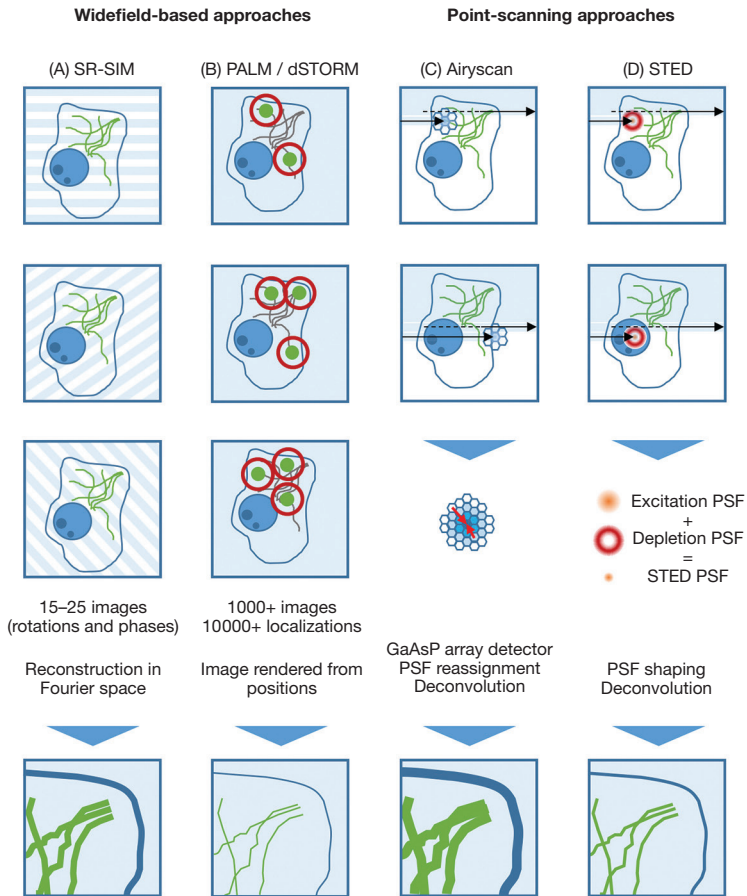 Widefield-based approaches
Point-scanning approaches
(A) SR-SIM
(B) PALM / dSTORM
(C) Airyscan
(D) STED
Excitation PSF
+
Depletion PSF
=
STED PSF
15–25 images
(rotations and phases)
1000+ images
10000+ localizations
Reconstruction in
Fourier space
Image rendered from
positions
GaAsP array detector
PSF reassignment
Deconvolution
PSF shaping
Deconvolution